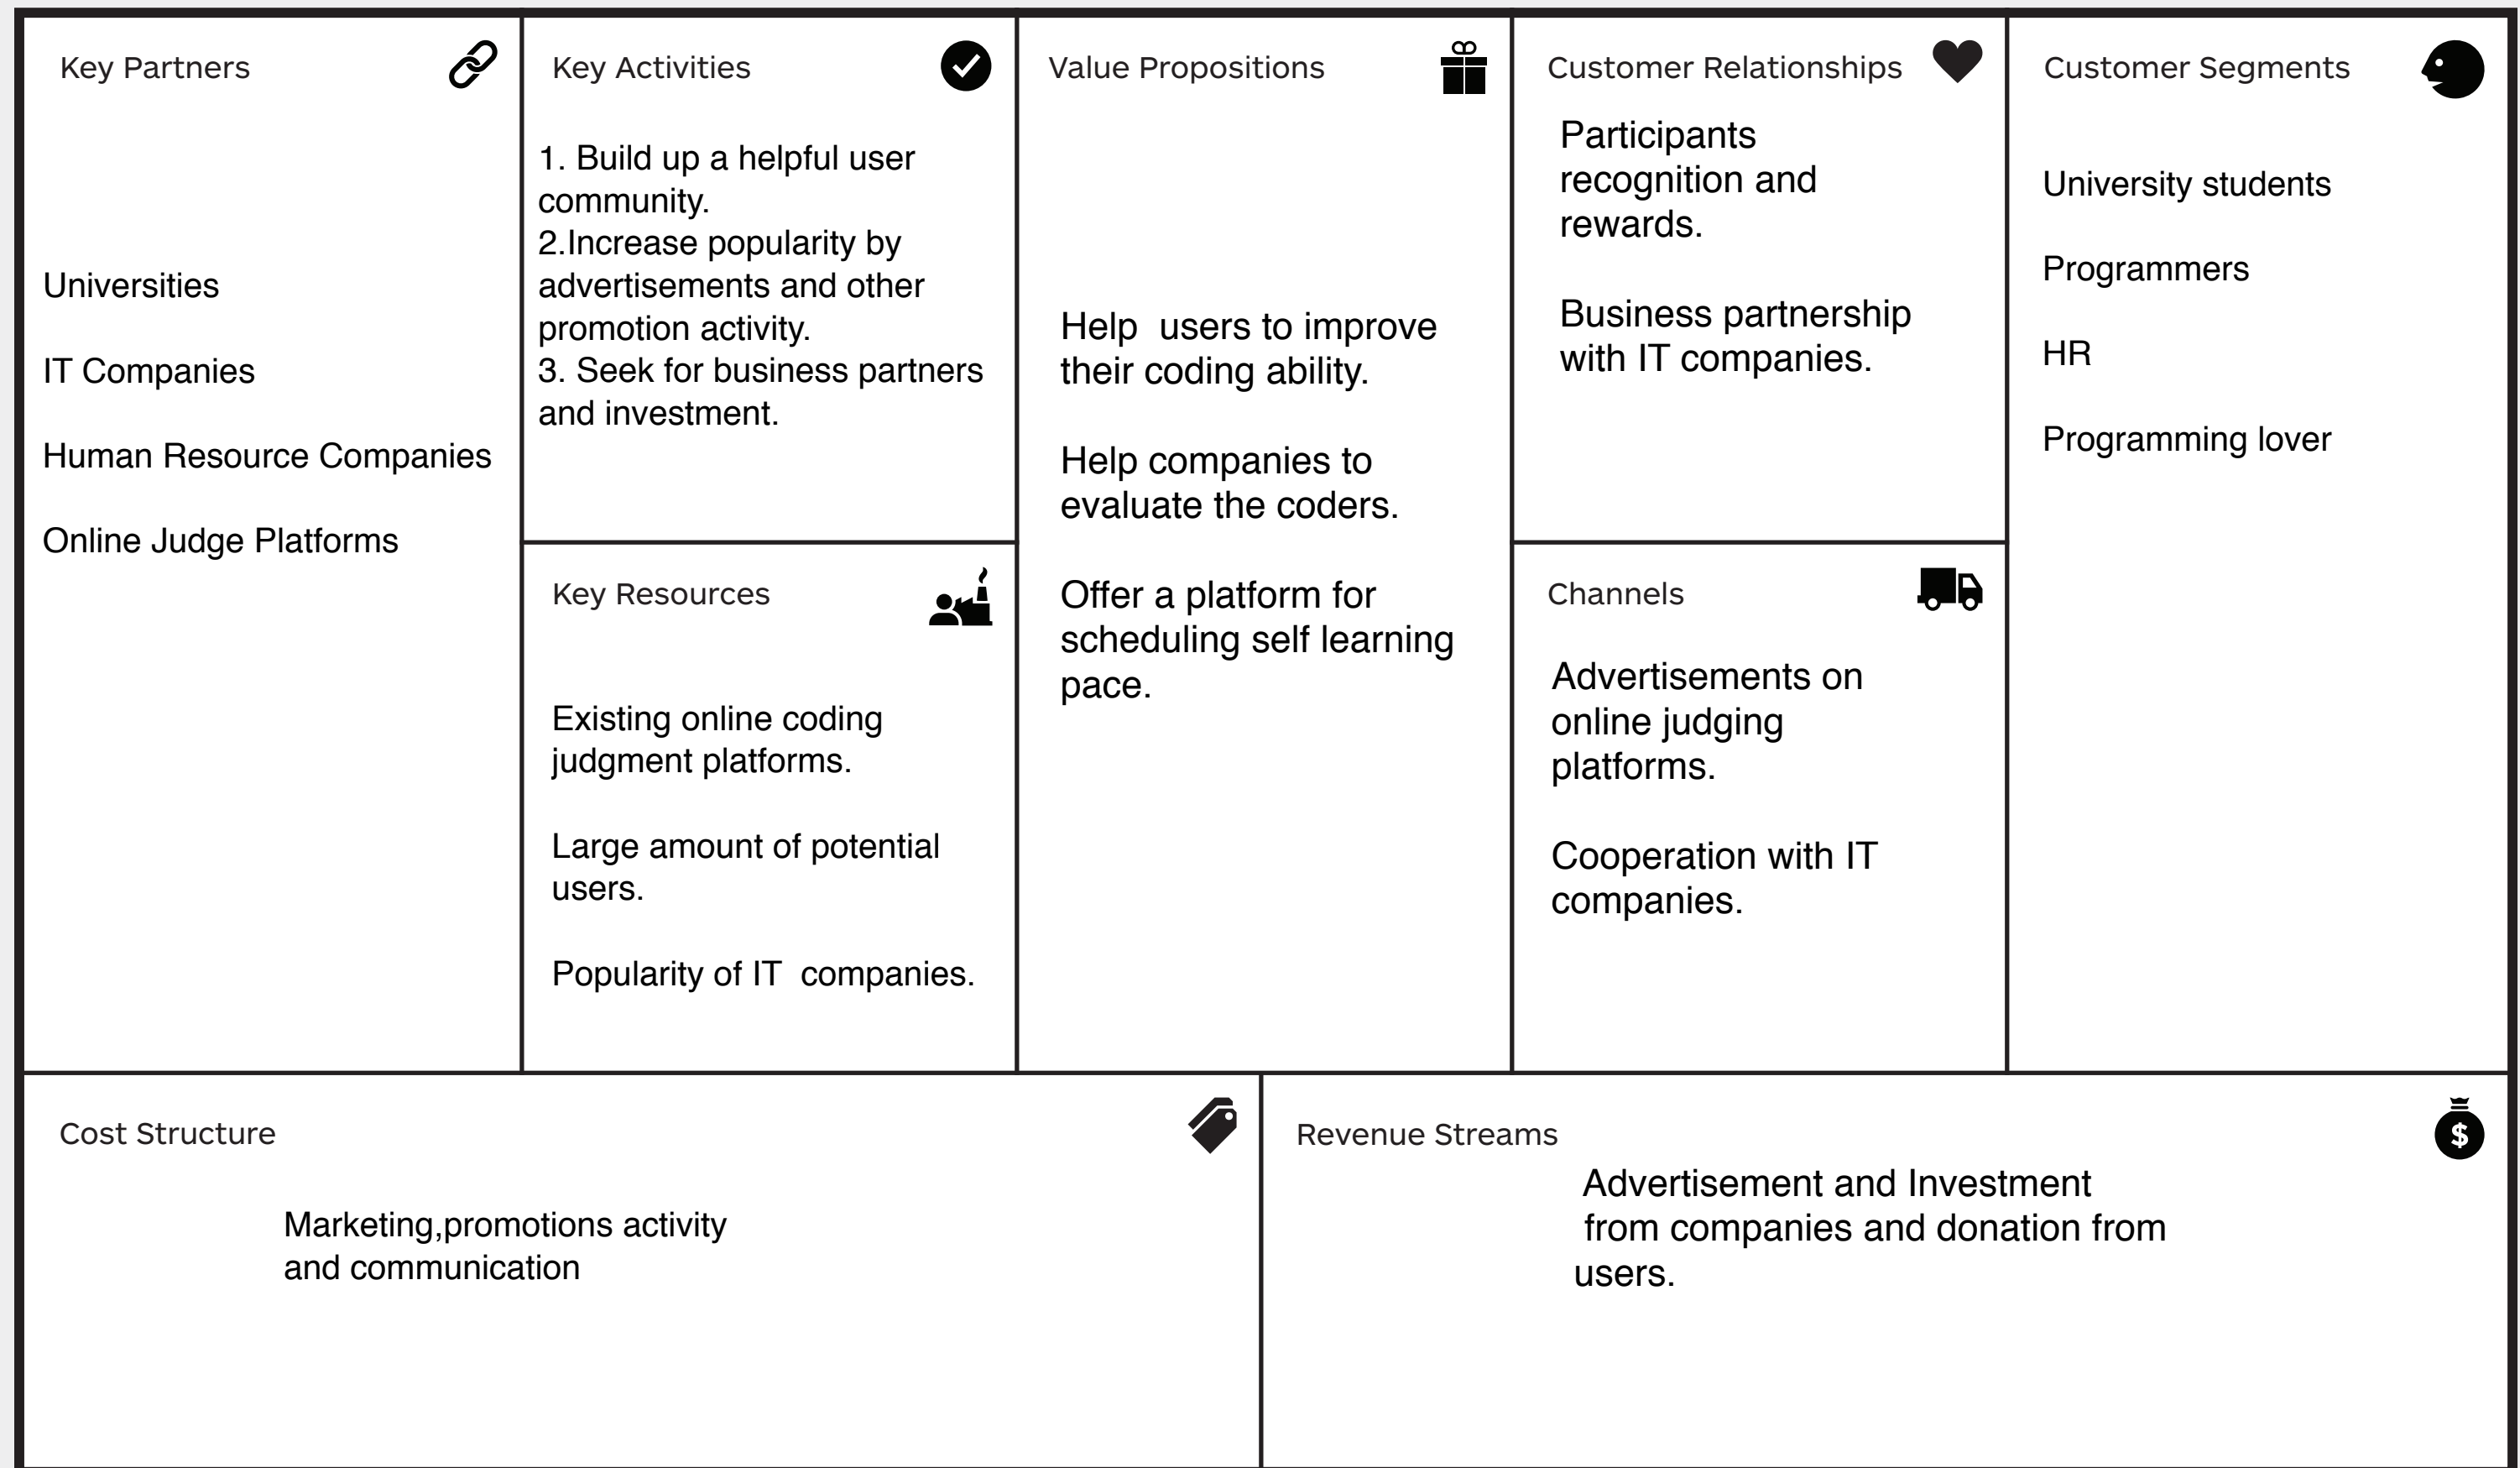 Key Partners
Universities
IT Companies
Human Resource Companies
Online Judge Platforms
Key Activities
1. Build up a helpful user
community.
2.Increase popularity by
advertisements and other
promotion activity.
3. Seek for business partners
and investment.
Key Resources
Existing online coding
judgment platforms.
Large amount of potential
users.
Popularity of IT  companies.
Value Propositions
Help  users to improve
their coding ability.
Help companies to
evaluate the coders.
Offer a platform for
scheduling self learning
pace.
Customer Relationships
Participants
recognition and
rewards.
Business partnership
with IT companies.
Channels
Advertisements on
online judging
platforms.
Cooperation with IT
companies.
Customer Segments
University students
Programmers
HR
Programming lover
Cost Structure
Marketing,promotions activity
and communication
Revenue Streams
$
Advertisement and Investment
from companies and donation from
users.